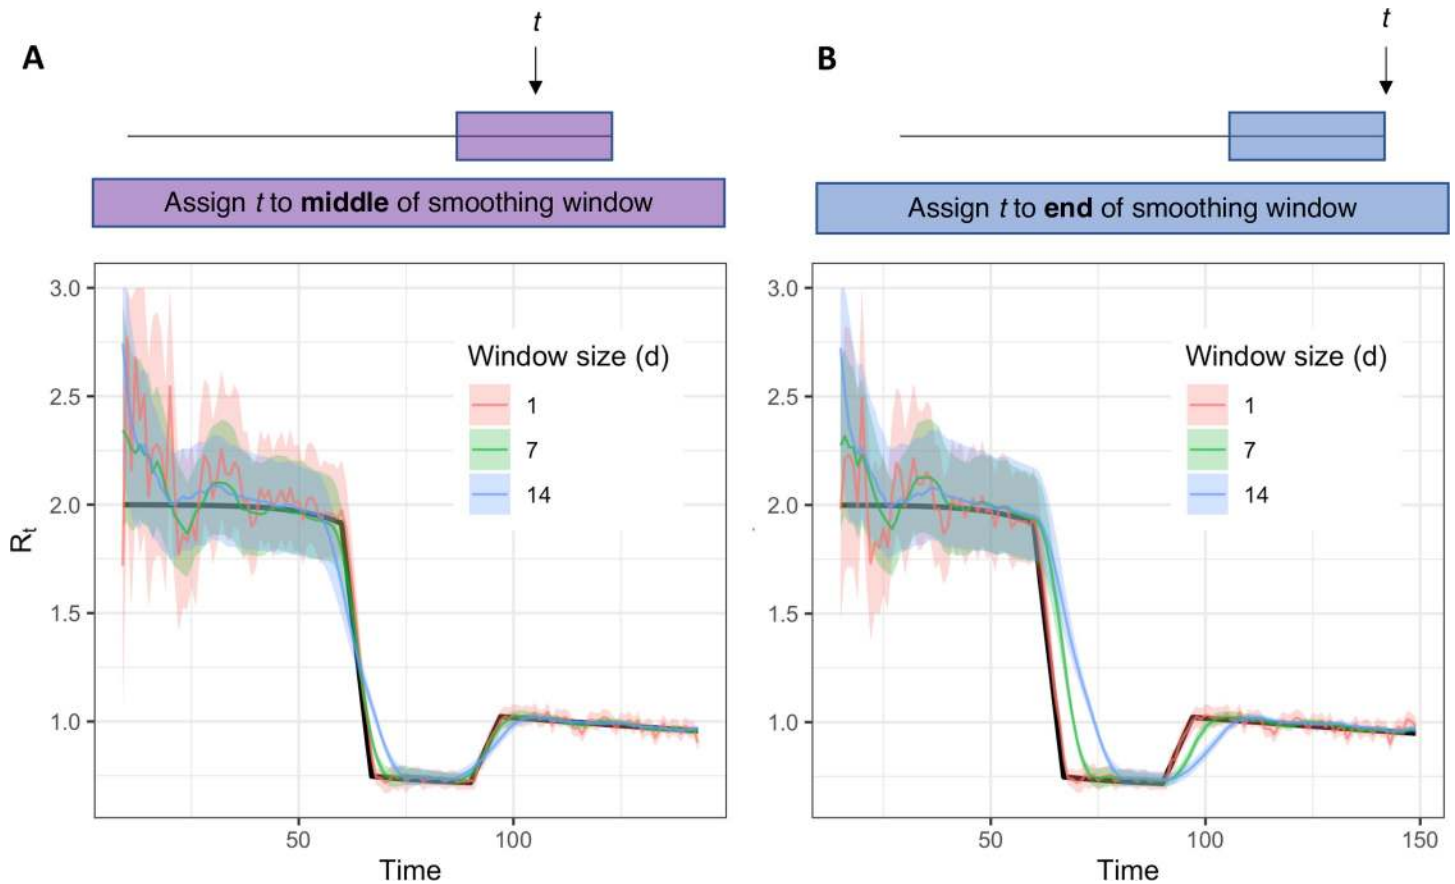 A
t
Assign t to middle of smoothing window
3.0
2.5
2.0
1.5
1.0
Rt
Window size (d)
1
7
14
50
100
Time
B
t
Assign t to end of smoothing window
3.0
2.5
2.0
1.5
1.0
Window size (d)
1
7
14
50
100
150
Time